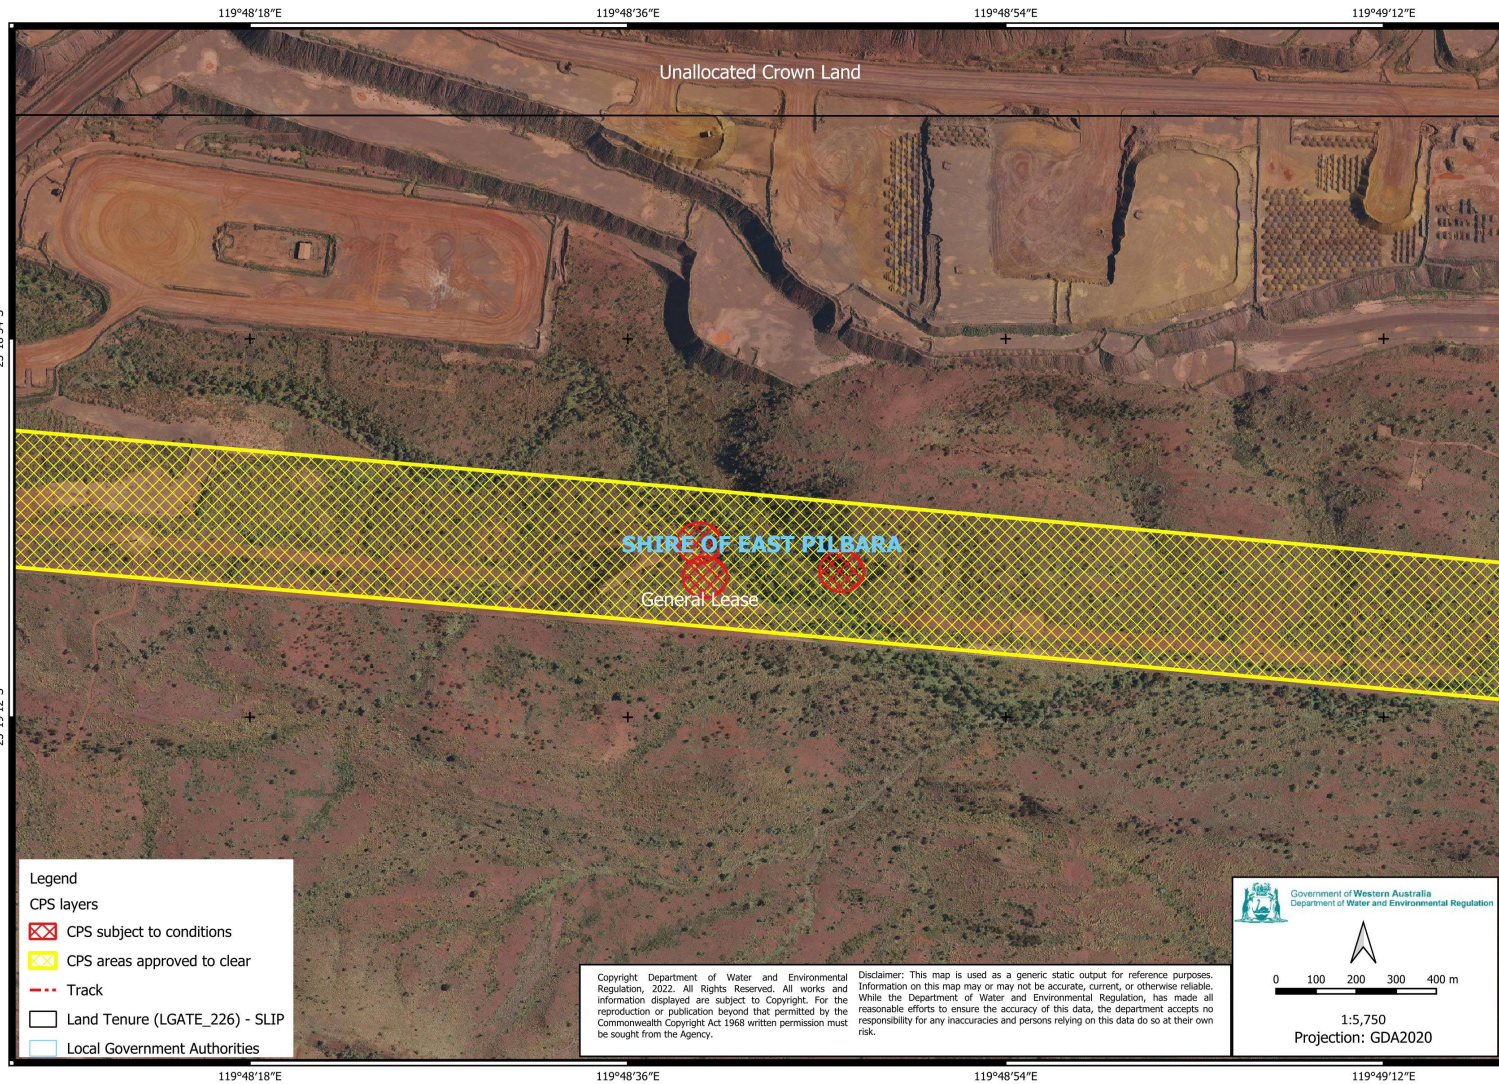 119°48′18″E
119°48′36″E
119°48′54″E
119°49′12″E
Unallocated Crown Land
SHIRE OF EAST PILBARA
General Lease
Legend
CPS layers
CPS subject to conditions
CPS areas approved to clear
Track
Land Tenure (LGATE_226) - SLIP
Local Government Authorities
Copyright Department of Water and Environmental
Regulation, 2022. All Rights Reserved. All works and
information displayed are subject to Copyright. For the
reproduction or publication beyond that permitted by the
Commonwealth Copyright Act 1968 written permission must
be sought from the Agency.
Disclaimer: This map is used as a generic static output for reference purposes.
Information on this map may or may not be accurate, current, or otherwise reliable.
While the Department of Water and Environmental Regulation, has made all
reasonable efforts to ensure the accuracy of this data, the department accepts no
responsibility for any inaccuracies and persons relying on this data do so at their own
risk.
Government of Western Australia
Department of Water and Environmental Regulation
0 100 200 300 400 m
1:5,750
Projection: GDA2020
119°48′18″E
119°48′36″E
119°48′54″E
119°49′12″E